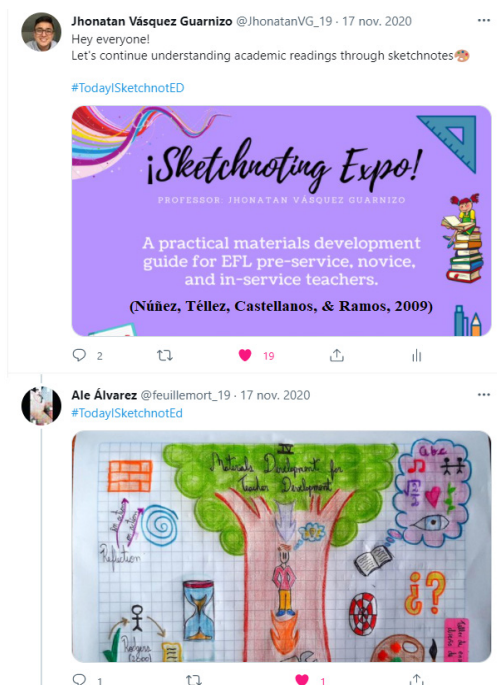 Jhonatan Vásquez Guarnizo @JhonatanVG_19 · 17 nov. 2020
Hey everyone!
Let's continue understanding academic readings through sketchnotes🎨
#TodayISketchnotED
¡Sketchnoting Expo!
PROFESSOR: JHONATAN VÁSQUEZ GUARNIZO
A practical materials development
guide for EFL pre-service, novice,
and in-service teachers.
(Núñez, Téllez, Castellanos, & Ramos, 2009)
2
19
Ale Álvarez @feuillemort_19 · 17 nov. 2020
#TodayISketchnotEd
IV
Materials Development for
Teacher Development
Abc
Reflection
¿?
Rodgers
1
1